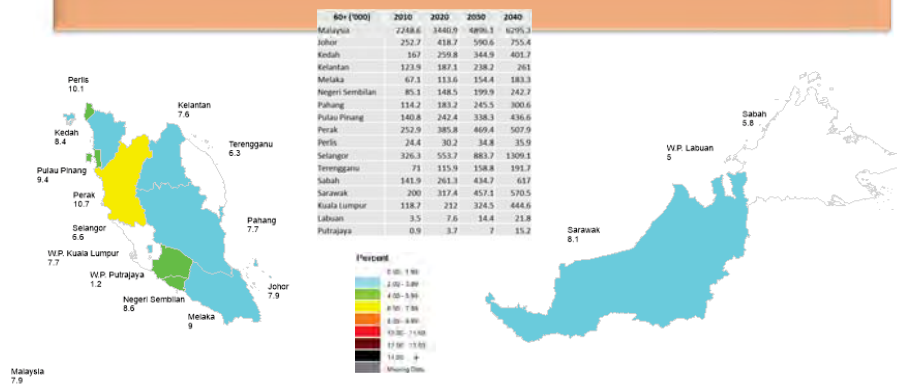 60+ ('000) 2010 2020 2030 2040
Malaysia 2248.6 3440.9 4896.1 6295.3
Johor 252.7 418.7 590.6 755.4
Kedah 167 259.8 344.9 401.7
Kelantan 123.9 187.1 238.2 261
Melaka 67.1 113.6 154.4 183.3
Negeri Sembilan 85.1 148.5 199.9 242.7
Pahang 114.2 183.2 245.5 300.6
Pulau Pinang 140.8 242.4 338.3 436.6
Perak 252.9 385.8 469.4 507.9
Perlis 24.4 30.2 34.8 35.9
Selangor 326.3 553.7 883.7 1309.1
Terengganu 71 115.9 158.8 191.7
Sabah 141.9 261.3 434.7 617
Sarawak 200 317.4 457.1 570.5
Kuala Lumpur 118.7 212 324.5 444.6
Labuan 3.5 7.6 14.4 21.8
Putrajaya 0.9 3.7 7 15.2
Perlis
10.1
Kelantan
7.6
Kedah
8.4
Terengganu
6.3
Pulau Pinang
9.4
Perak
10.7
Pahang
7.7
Selangor
6.6
W.P. Kuala Lumpur
7.7
W.P. Putrajaya
1.2
Johor
7.9
Negeri Sembilan
8.6
Melaka
9
Sabah
5.8
W.P. Labuan
5
Sarawak
8.1
Percent
2.00 - 3.99
4.00 - 5.99
Missing Data
Malaysia
7.9